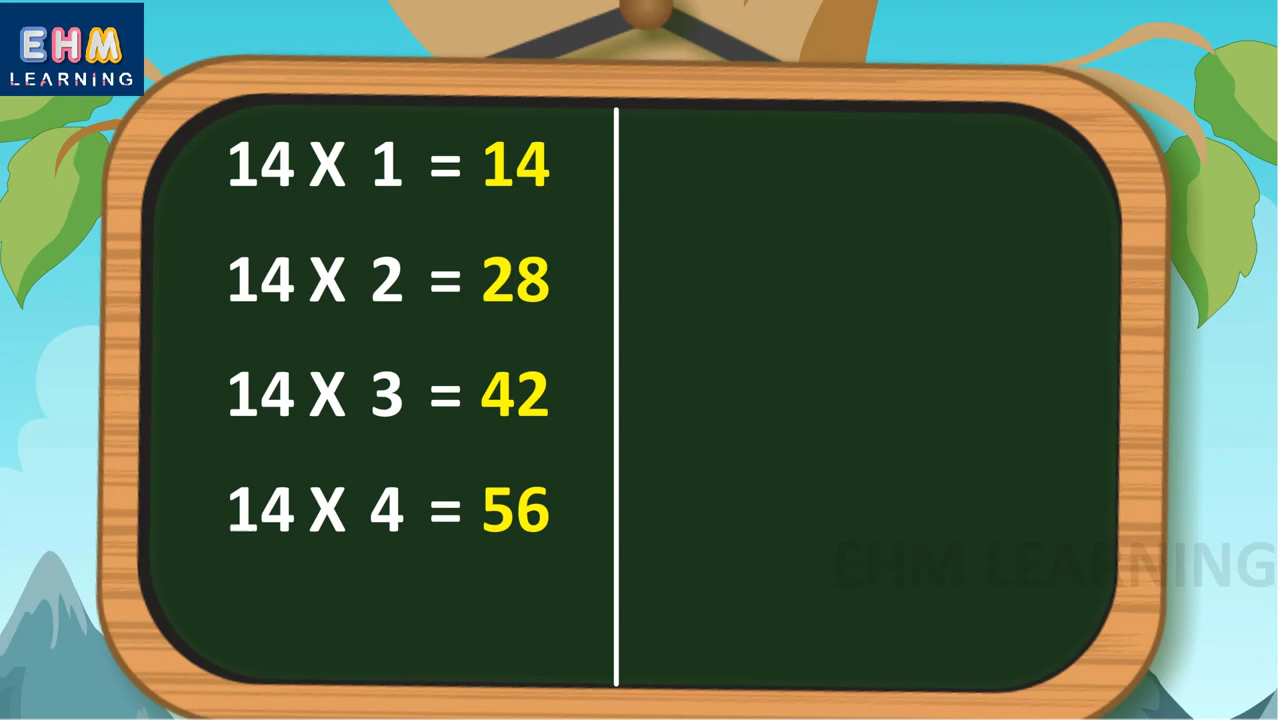 EHM
LEARNING
14 X 1 = 14
14 X 2 = 28
14 X 3 = 42
14 X 4 = 56
EHM LEARNING